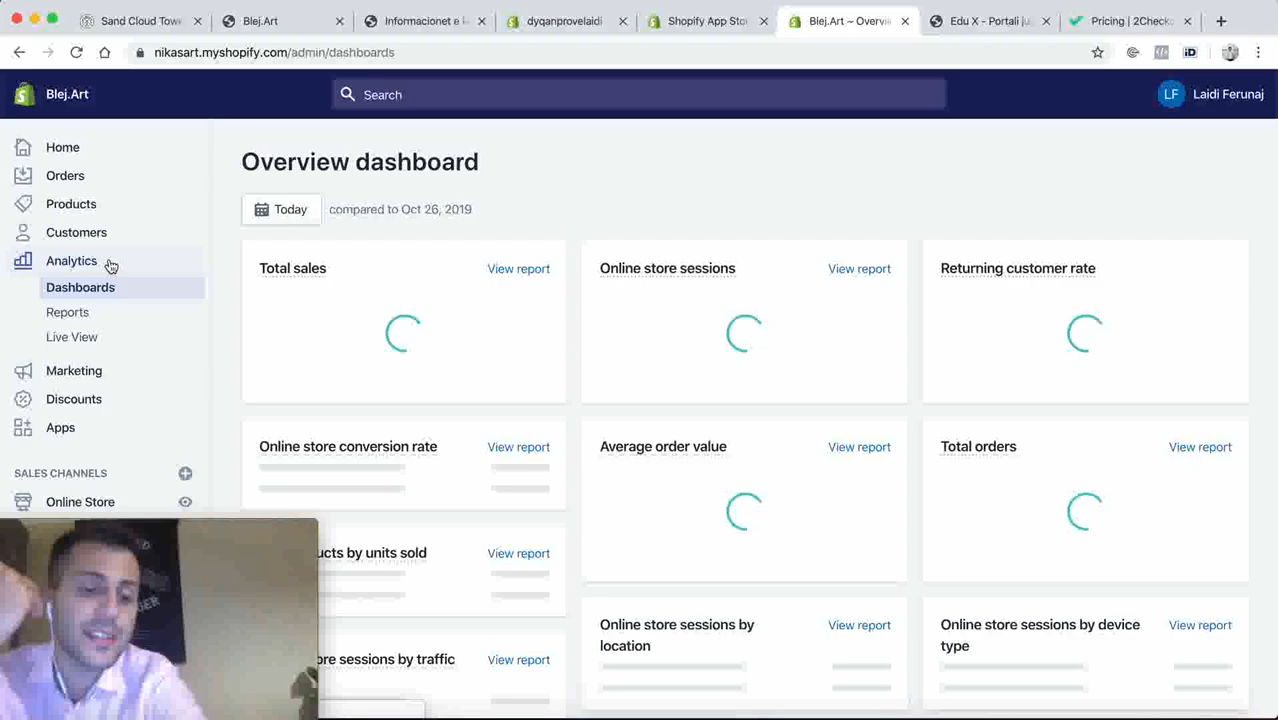 Sand Cloud Towe
Blej.Art
Informacionet e
dyqanprovelaidi
Shopify App Sto
Blej.Art ~ Overvi
Edu X - Portali ju
Pricing | 2Check
nikasart.myshopify.com/admin/dashboards
iD
Blej.Art
Search
LF
Laidi Ferunaj
Home
Orders
Products
Customers
Analytics
Dashboards
Reports
Live View
Marketing
Discounts
Apps
SALES CHANNELS
Online Store
Overview dashboard
Today
compared to Oct 26, 2019
Total sales
View report
Online store sessions
View report
Returning customer rate
View report
Online store conversion rate
View report
Average order value
View report
Total orders
View report
by units sold
View report
Online store sessions by
location
View report
Online store sessions by device
type
View report
sessions by traffic
View report